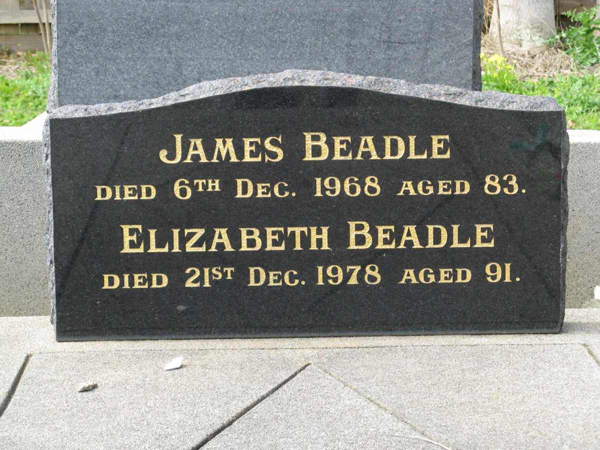 James Beadle
died 6th Dec. 1968 aged 83.
Elizabeth Beadle
died 21st Dec. 1978 aged 91.